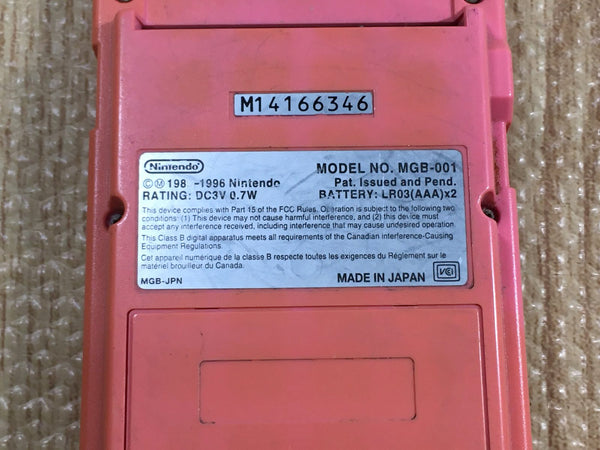 M14166346
Nintendo
MODEL NO. MGB-001
©Ⓜ 198 -1996 Nintendo
Pat. Issued and Pend.
RATING: DC3V 0.7W
BATTERY: LR03(AAA)x2
This device complies with Part 15 of the FCC Rules. Operation is subject to the following two
conditions: (1) This device may not cause harmful interference, and (2) this device must
accept any interference received, including interference that may cause undesired operation.
This Class B digital apparatus meets all requirements of the Canadian Interference-Causing
Equipment Regulations.
Cet appareil numérique de la classe B respecte toutes les exigences du Règlement sur le
matériel brouilleur du Canada.
MGB-JPN
MADE IN JAPAN
VCI